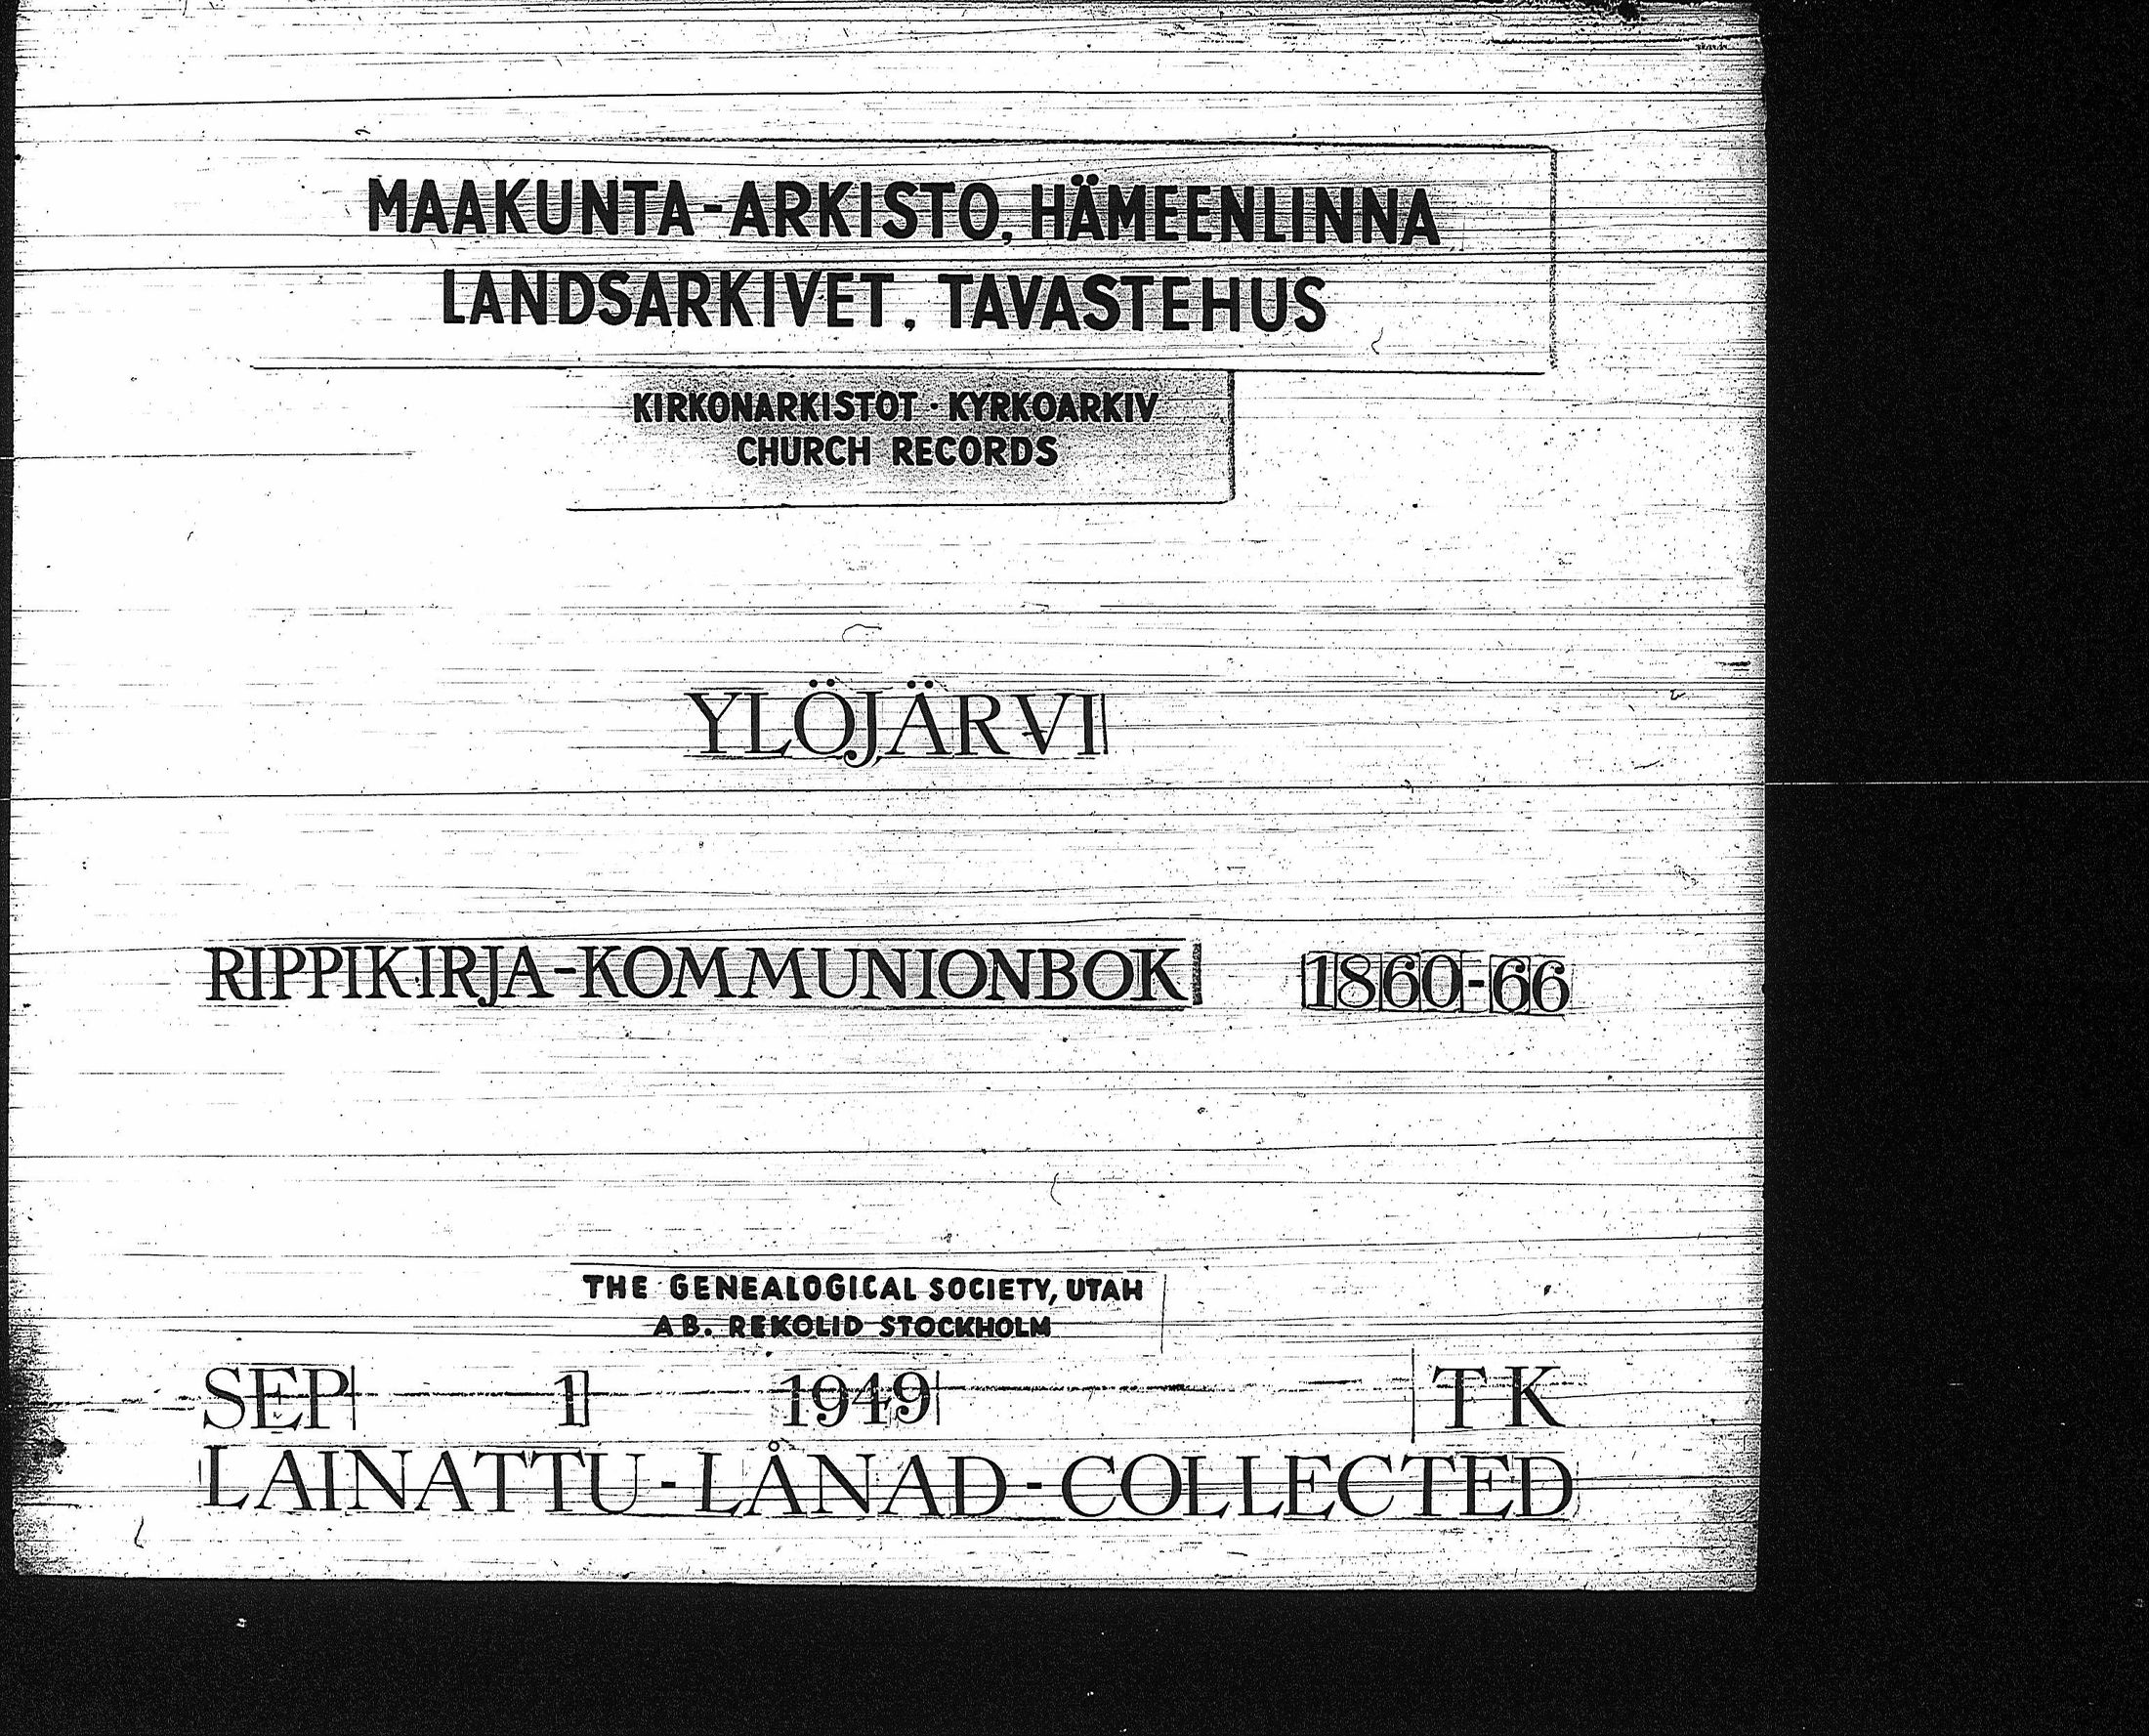 MAAKUNTA-ARKISTO, HÄMEENLINNA
LANDSARKIVET, TAVASTEHUS
KIRKONARKISTOT · KYRKOARKIV
CHURCH RECORDS
YLÖJÄRVI
RIPPIKIRJA-KOMMUNIONBOK 1860-66
THE GENEALOGICAL SOCIETY, UTAH
AB. REKOLID STOCKHOLM
SEP 1 1949 TK
LAINATTU-LÅNAD-COLLECTED